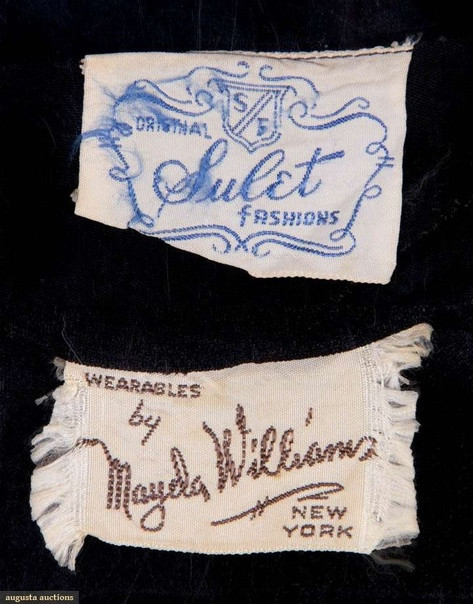 S F
ORIGINAL
Sulet
FASHIONS
WEARABLES
by
Mayda Williams
NEW
YORK
augusta auctions